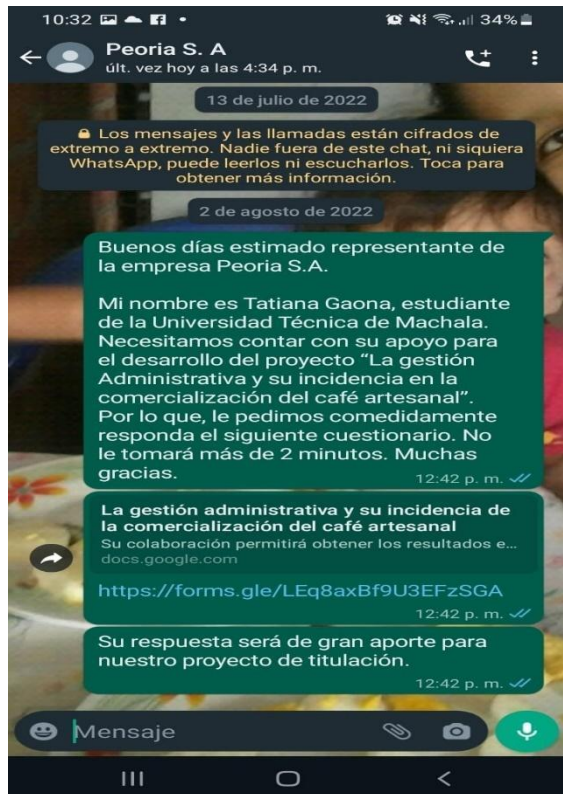 10:32
34%
Peoria S. A
últ. vez hoy a las 4:34 p. m.
13 de julio de 2022
Los mensajes y las llamadas están cifrados de
extremo a extremo. Nadie fuera de este chat, ni siquiera
WhatsApp, puede leerlos ni escucharlos. Toca para
obtener más información.
2 de agosto de 2022
Buenos días estimado representante de
la empresa Peoria S.A.
Mi nombre es Tatiana Gaona, estudiante
de la Universidad Técnica de Machala.
Necesitamos contar con su apoyo para
el desarrollo del proyecto “La gestión
Administrativa y su incidencia en la
comercialización del café artesanal”.
Por lo que, le pedimos comedidamente
responda el siguiente cuestionario. No
le tomará más de 2 minutos. Muchas
gracias.
12:42 p. m.
La gestión administrativa y su incidencia de
la comercialización del café artesanal
Su colaboración permitirá obtener los resultados e...
docs.google.com
https://forms.gle/LEq8axBf9U3EFzSGA
12:42 p. m.
Su respuesta será de gran aporte para
nuestro proyecto de titulación.
12:42 p. m.
Mensaje